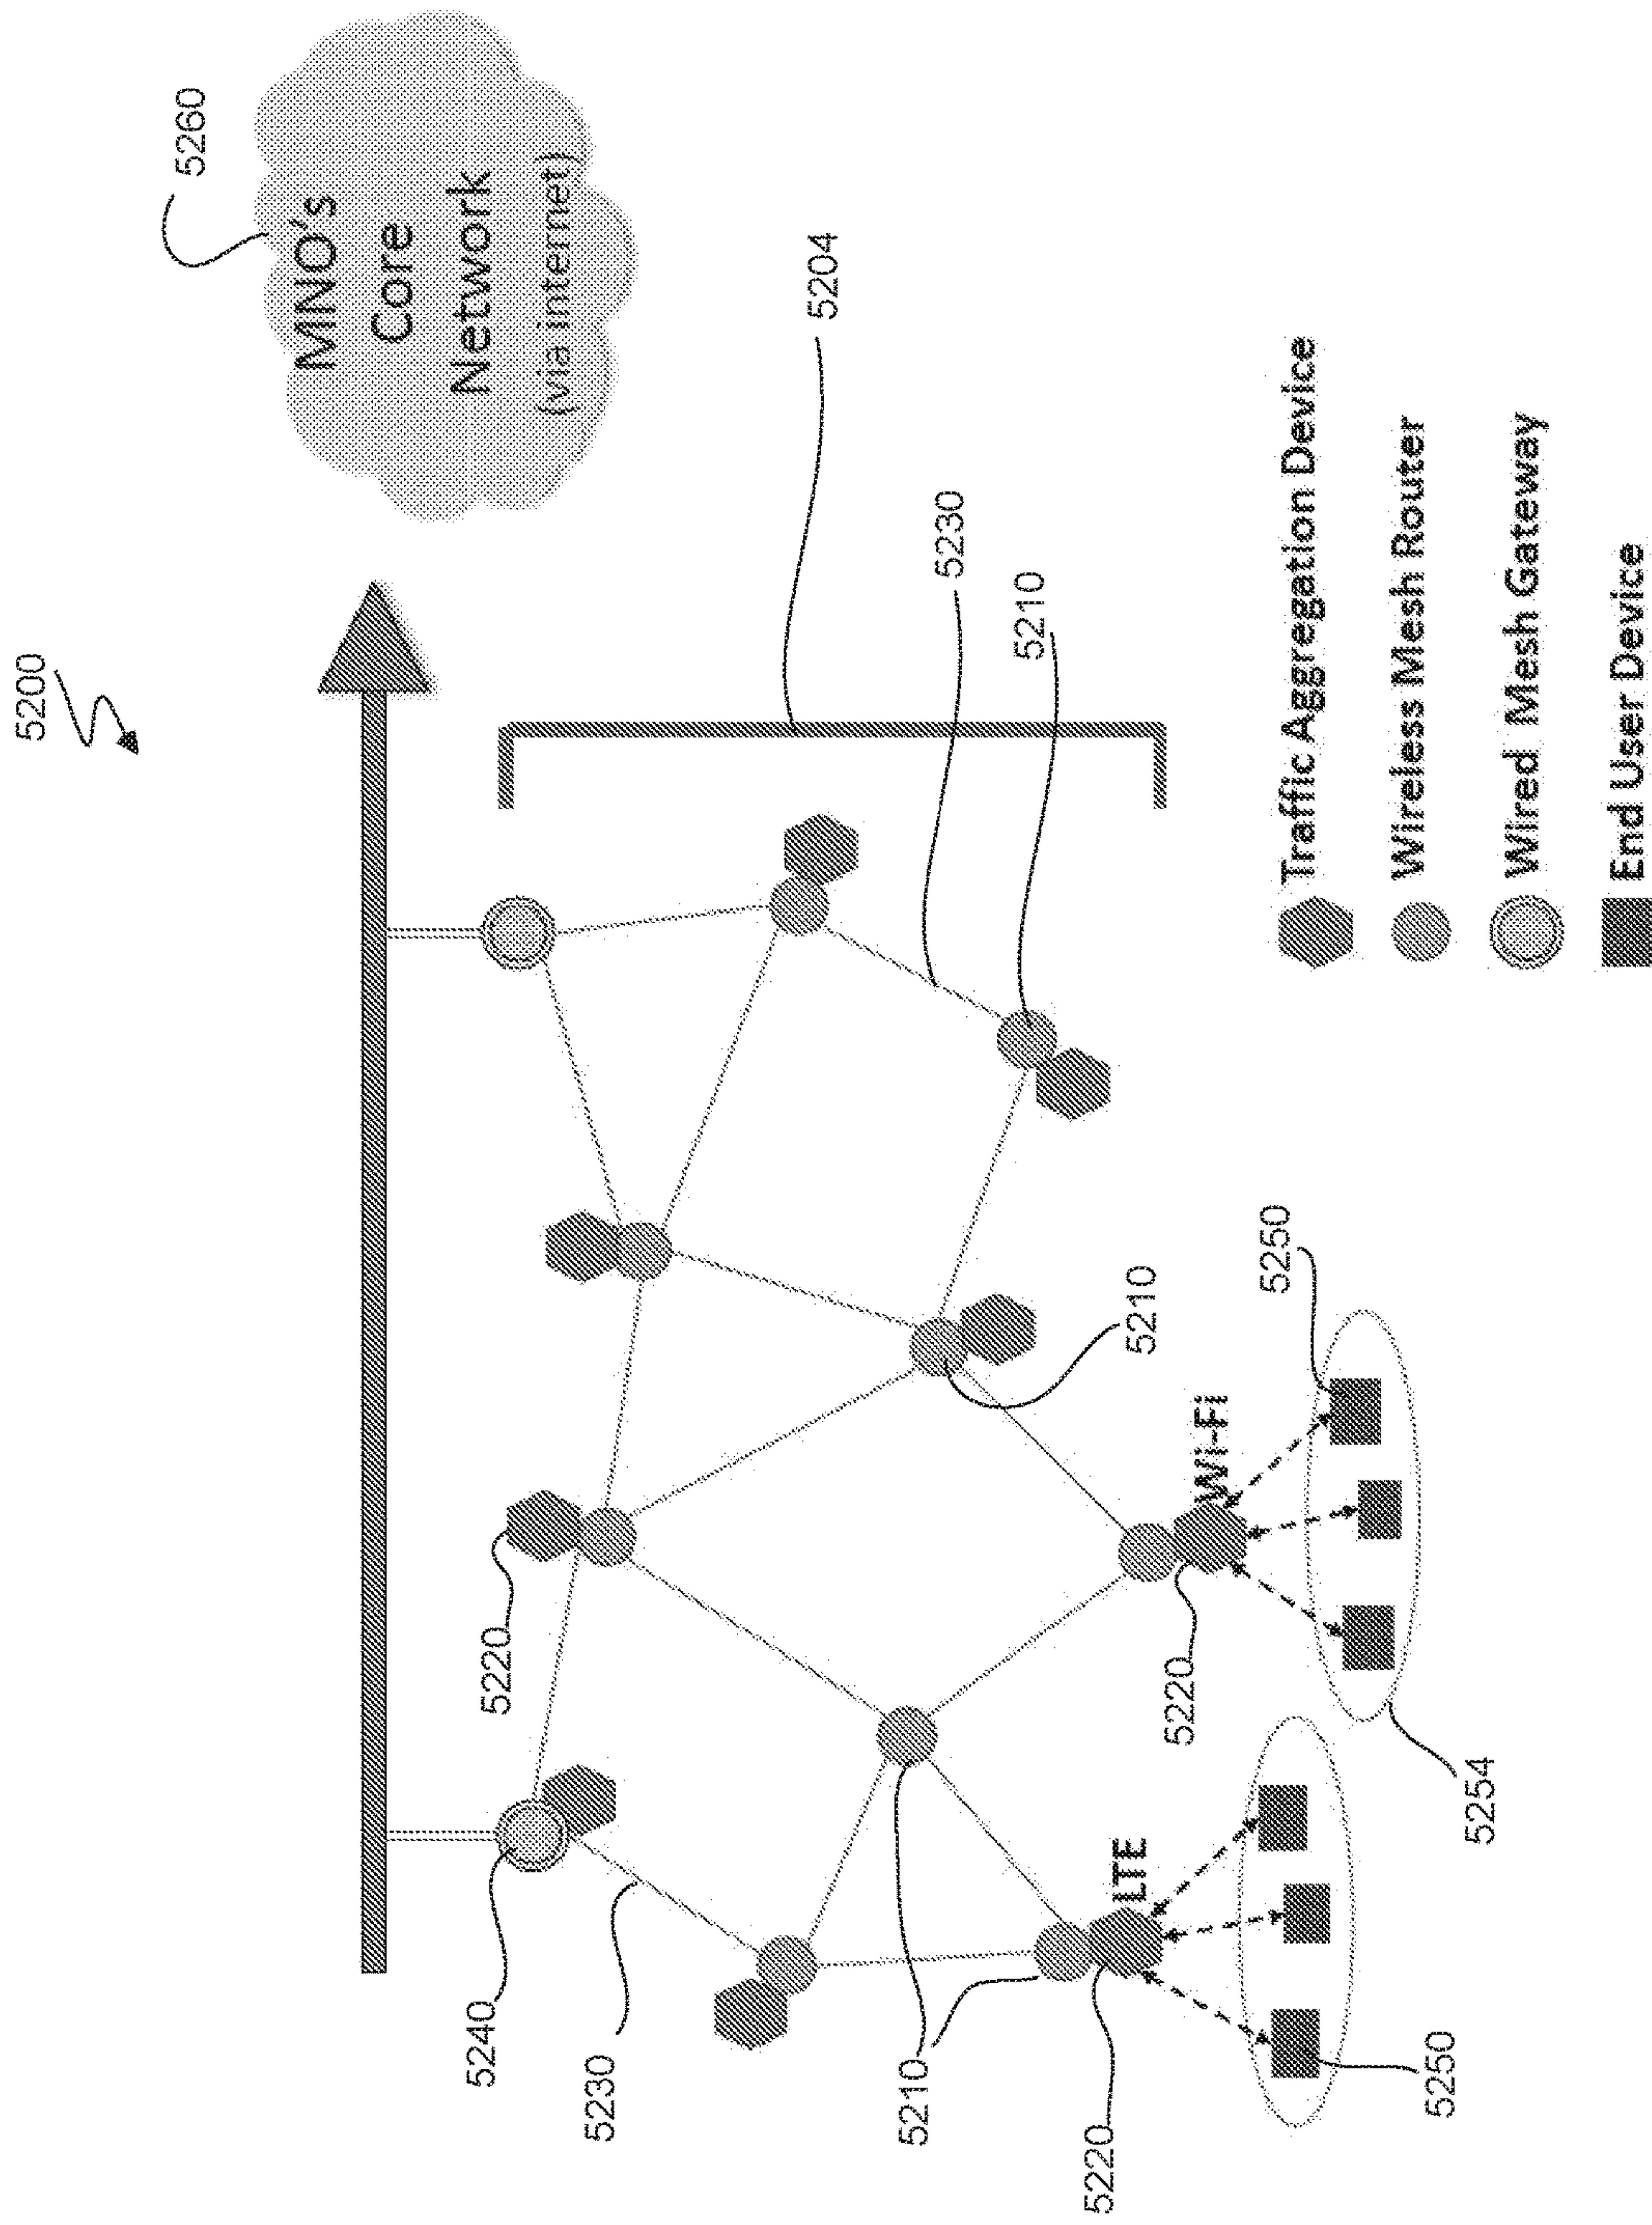 5200
5260
MNO's
Core
Network
(via internet)
5204
5230
5210
5220
5240
5230
5210
5210
Wi-Fi
5250
5220
LTE
5220
5254
5250
Traffic Aggregation Device
Wireless Mesh Router
Wired Mesh Gateway
End User Device